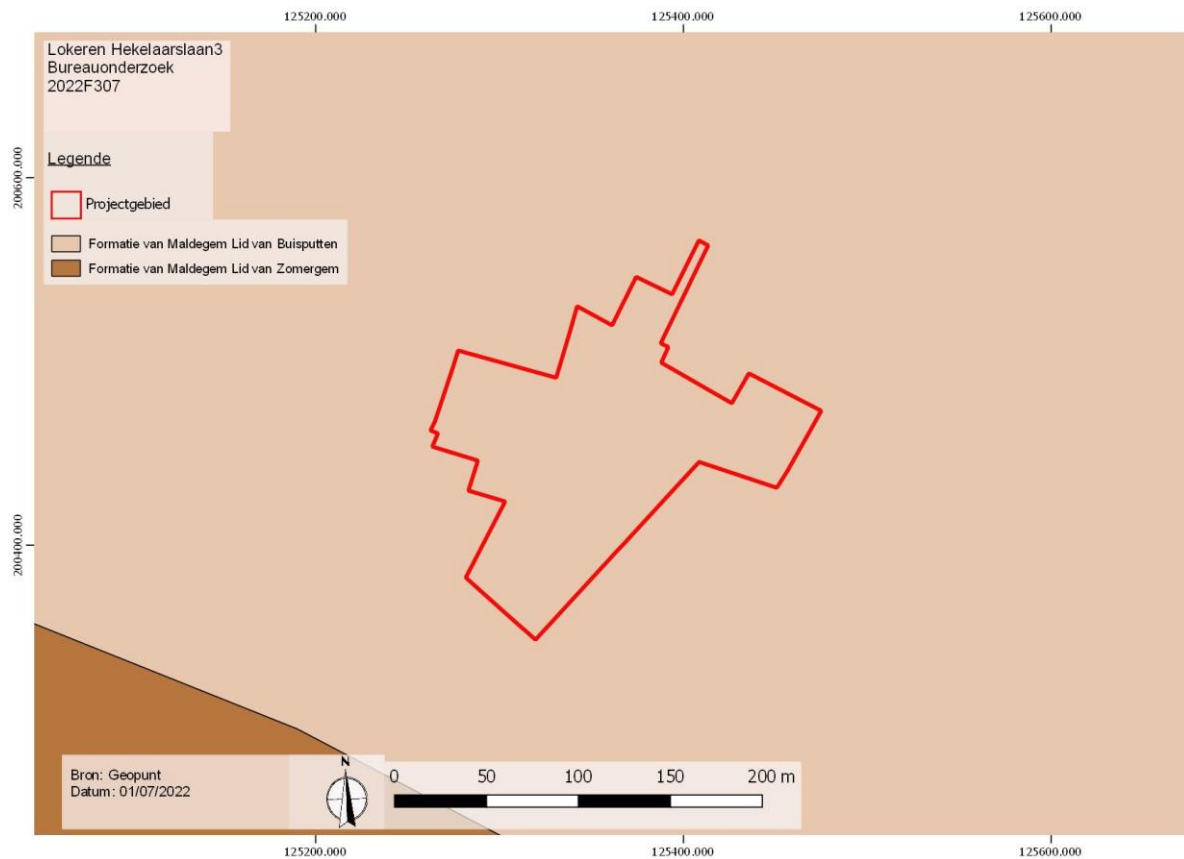 125200.000 125400.000 125600.000
Lokeren Hekelaarslaan3
Bureauonderzoek
2022F307
Legende
200600.000
Projectgebied
Formatie van Maldegem Lid van Buisputten
Formatie van Maldegem Lid van Zomergem
200400.000
Bron: Geopunt
Datum: 01/07/2022
N
0 50 100 150 200 m
125200.000 125400.000 125600.000